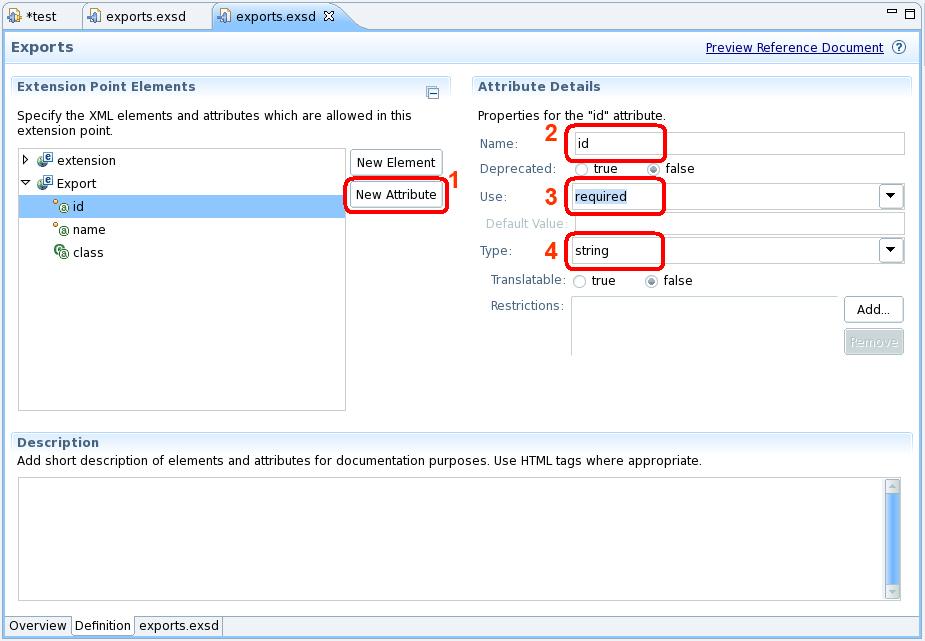 *test
exports.exsd
exports.exsd
Exports
Preview Reference Document
?
Extension Point Elements
Specify the XML elements and attributes which are allowed in this
extension point.
extension
Export
id
name
class
New Element
New Attribute
1
Attribute Details
Properties for the "id" attribute.
Name:
2
id
Deprecated:
true
false
Use:
3
required
Default Value:
Type:
4
string
Translatable:
true
false
Restrictions:
Add...
Remove
Description
Add short description of elements and attributes for documentation purposes. Use HTML tags where appropriate.
Overview
Definition
exports.exsd